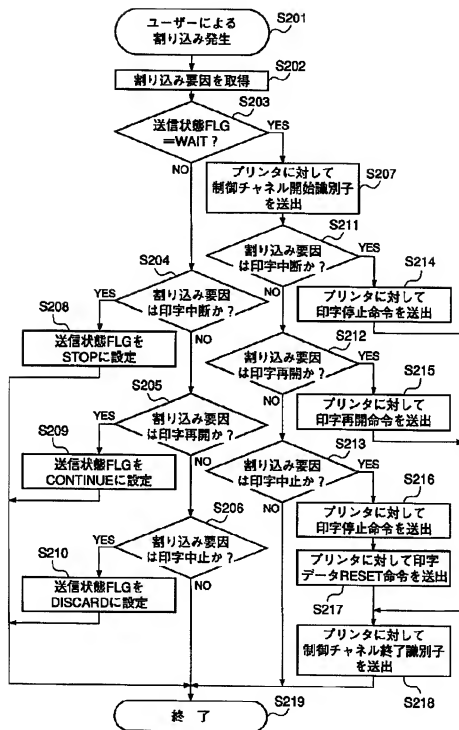 ユーザーによる
割り込み発生
S201
S202
割り込み要因を取得
S203
送信状態FLG
=WAIT？
YES
NO
S207
プリンタに対して
制御チャネル開始識別子
を送出
S211
割り込み要因
は印字中断か？
YES
NO
S214
プリンタに対して
印字停止命令を送出
S204
割り込み要因
は印字中断か？
YES
NO
S208
送信状態FLGを
STOPに設定
S212
割り込み要因
は印字再開か？
YES
NO
S215
プリンタに対して
印字再開命令を送出
S205
割り込み要因
は印字再開か？
YES
NO
S209
送信状態FLGを
CONTINUEに設定
S213
割り込み要因
は印字中止か？
YES
NO
S216
プリンタに対して
印字停止命令を送出
S206
割り込み要因
は印字中止か？
YES
NO
S210
送信状態FLGを
DISCARDに設定
プリンタに対して印字
データRESET命令を送出
S217
プリンタに対して
制御チャネル終了識別子
を送出
S218
終 了
S219